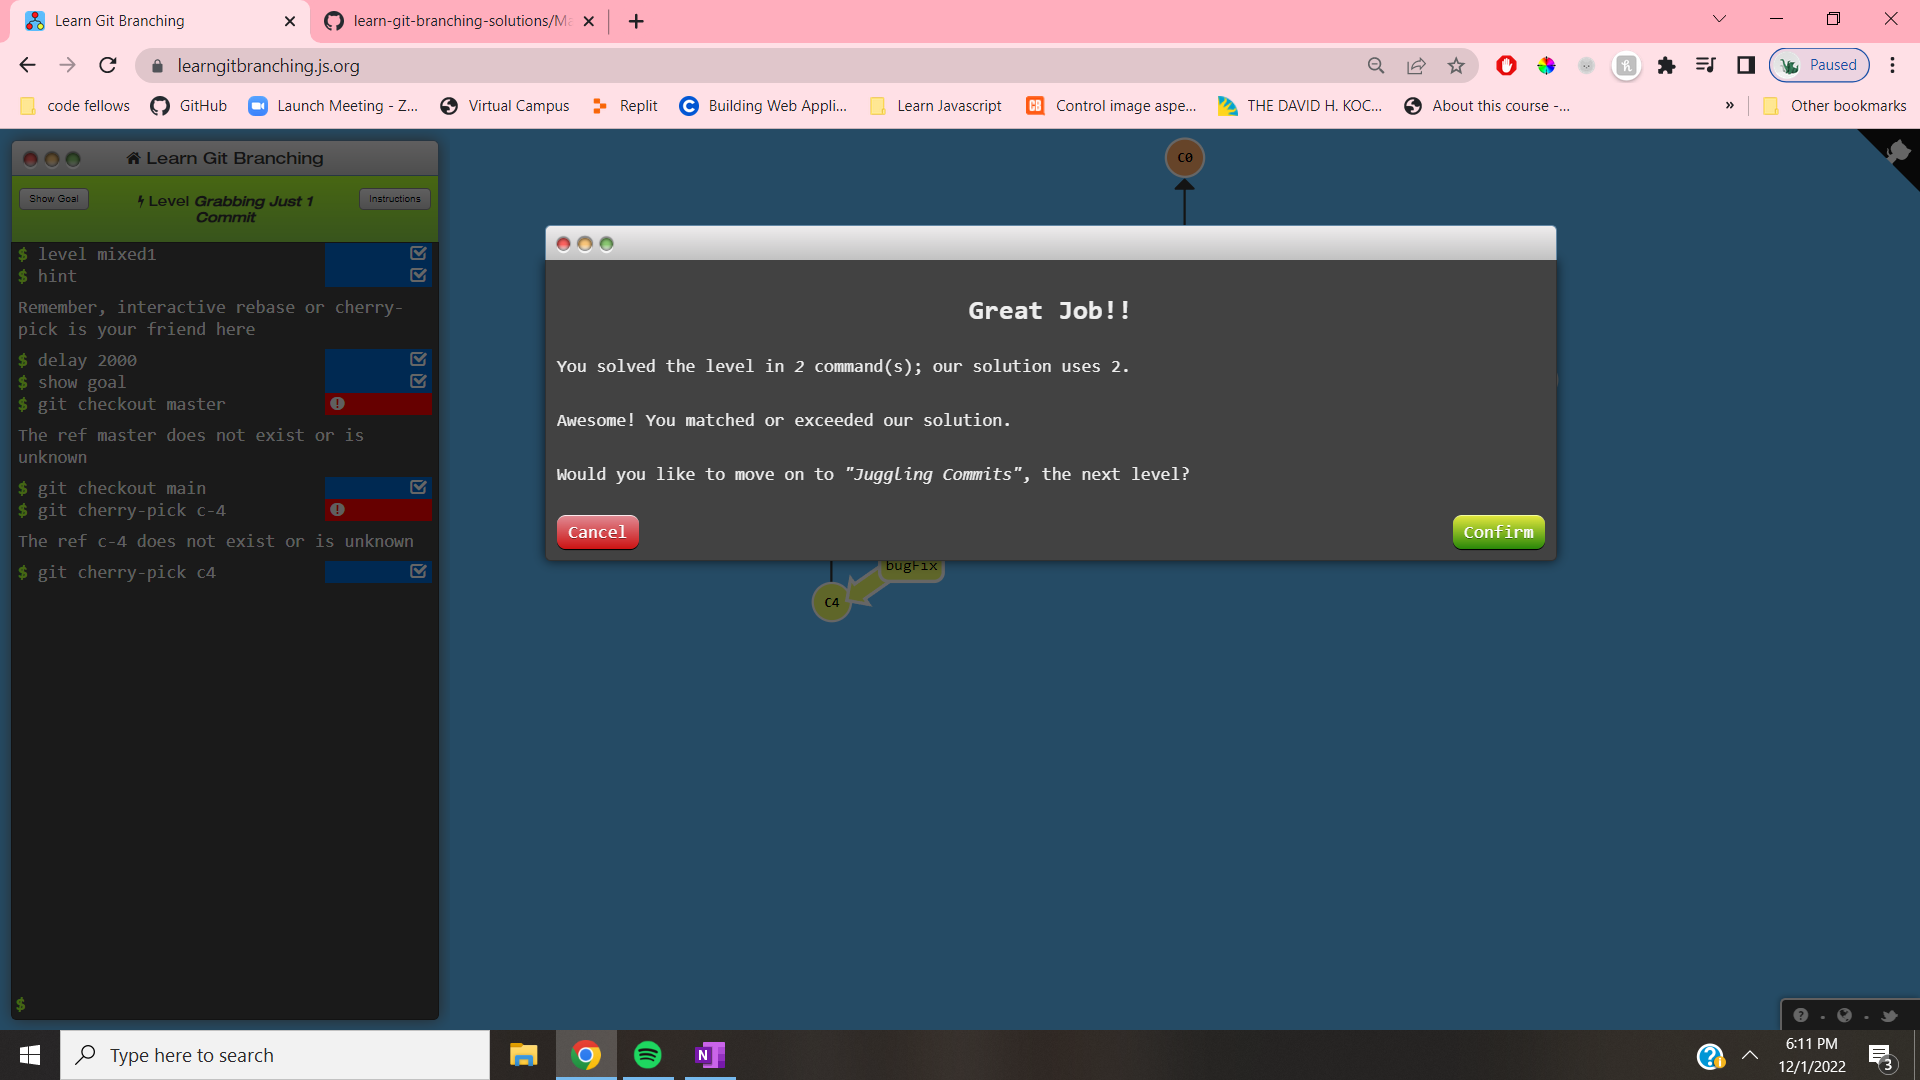 Learn Git Branching
learn-git-branching-solutions/Ma
learngitbranching.js.org
Paused
code fellows
GitHub
Launch Meeting - Z...
Virtual Campus
Replit
Building Web Appli...
Learn Javascript
CB
Control image aspe...
THE DAVID H. KOC...
About this course -...
»
Other bookmarks
Learn Git Branching
Show Goal
Level Grabbing Just 1
Commit
Instructions
$ level mixed1
$ hint
Remember, interactive rebase or cherry-
pick is your friend here
$ delay 2000
$ show goal
$ git checkout master
The ref master does not exist or is
unknown
$ git checkout main
$ git cherry-pick c-4
The ref c-4 does not exist or is unknown
$ git cherry-pick c4
$
C0
Great Job!!
You solved the level in 2 command(s); our solution uses 2.
Awesome! You matched or exceeded our solution.
Would you like to move on to "Juggling Commits", the next level?
Cancel
Confirm
bugFix
C4
Type here to search
N
6:11 PM
12/1/2022
3